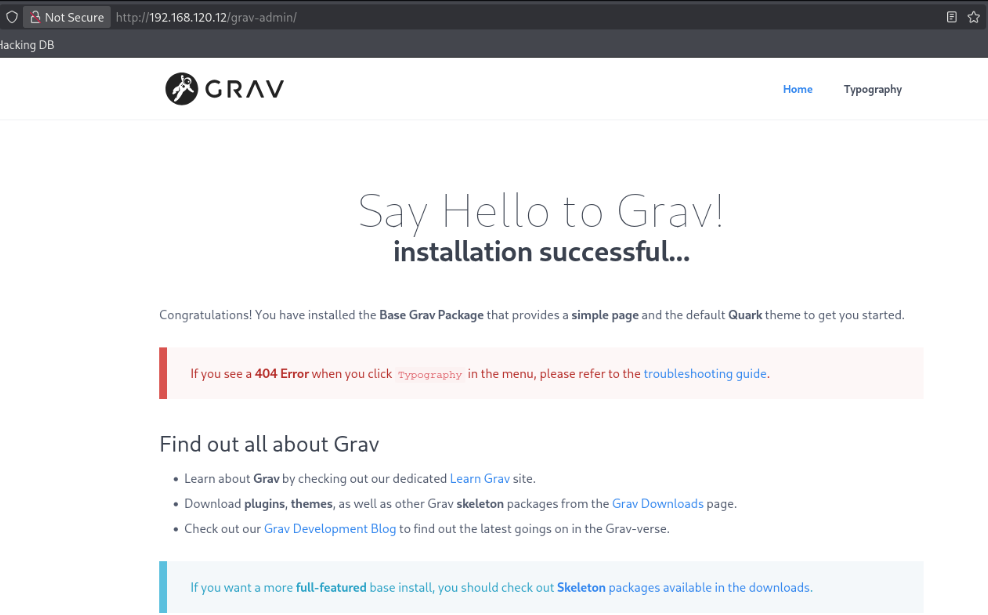 Not Secure http://192.168.120.12/grav-admin/
Hacking DB
GRAV
Home Typography
Say Hello to Grav!
installation successful...
Congratulations! You have installed the Base Grav Package that provides a simple page and the default Quark theme to get you started.
If you see a 404 Error when you click Typography in the menu, please refer to the troubleshooting guide.
Find out all about Grav
• Learn about Grav by checking out our dedicated Learn Grav site.
• Download plugins, themes, as well as other Grav skeleton packages from the Grav Downloads page.
• Check out our Grav Development Blog to find out the latest goings on in the Grav-verse.
If you want a more full-featured base install, you should check out Skeleton packages available in the downloads.